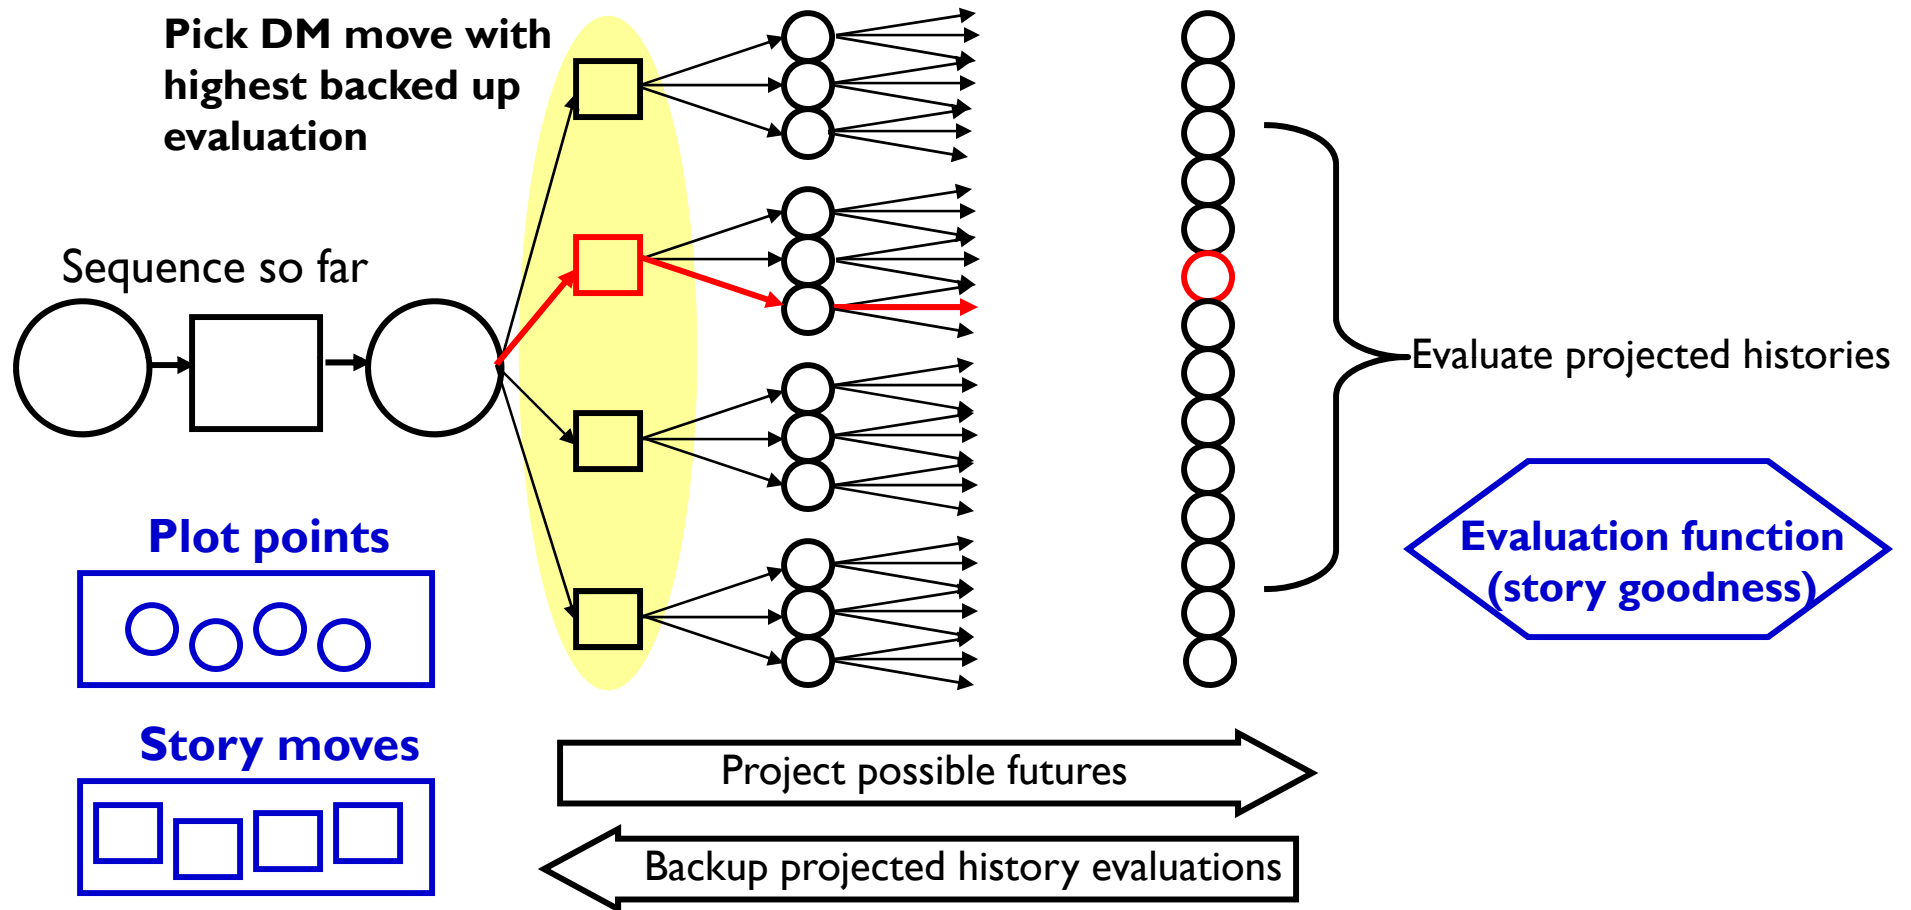 Pick DM move with
highest backed up
evaluation
Sequence so far
Evaluate projected histories
Plot points
Evaluation function
(story goodness)
Story moves
Project possible futures
Backup projected history evaluations